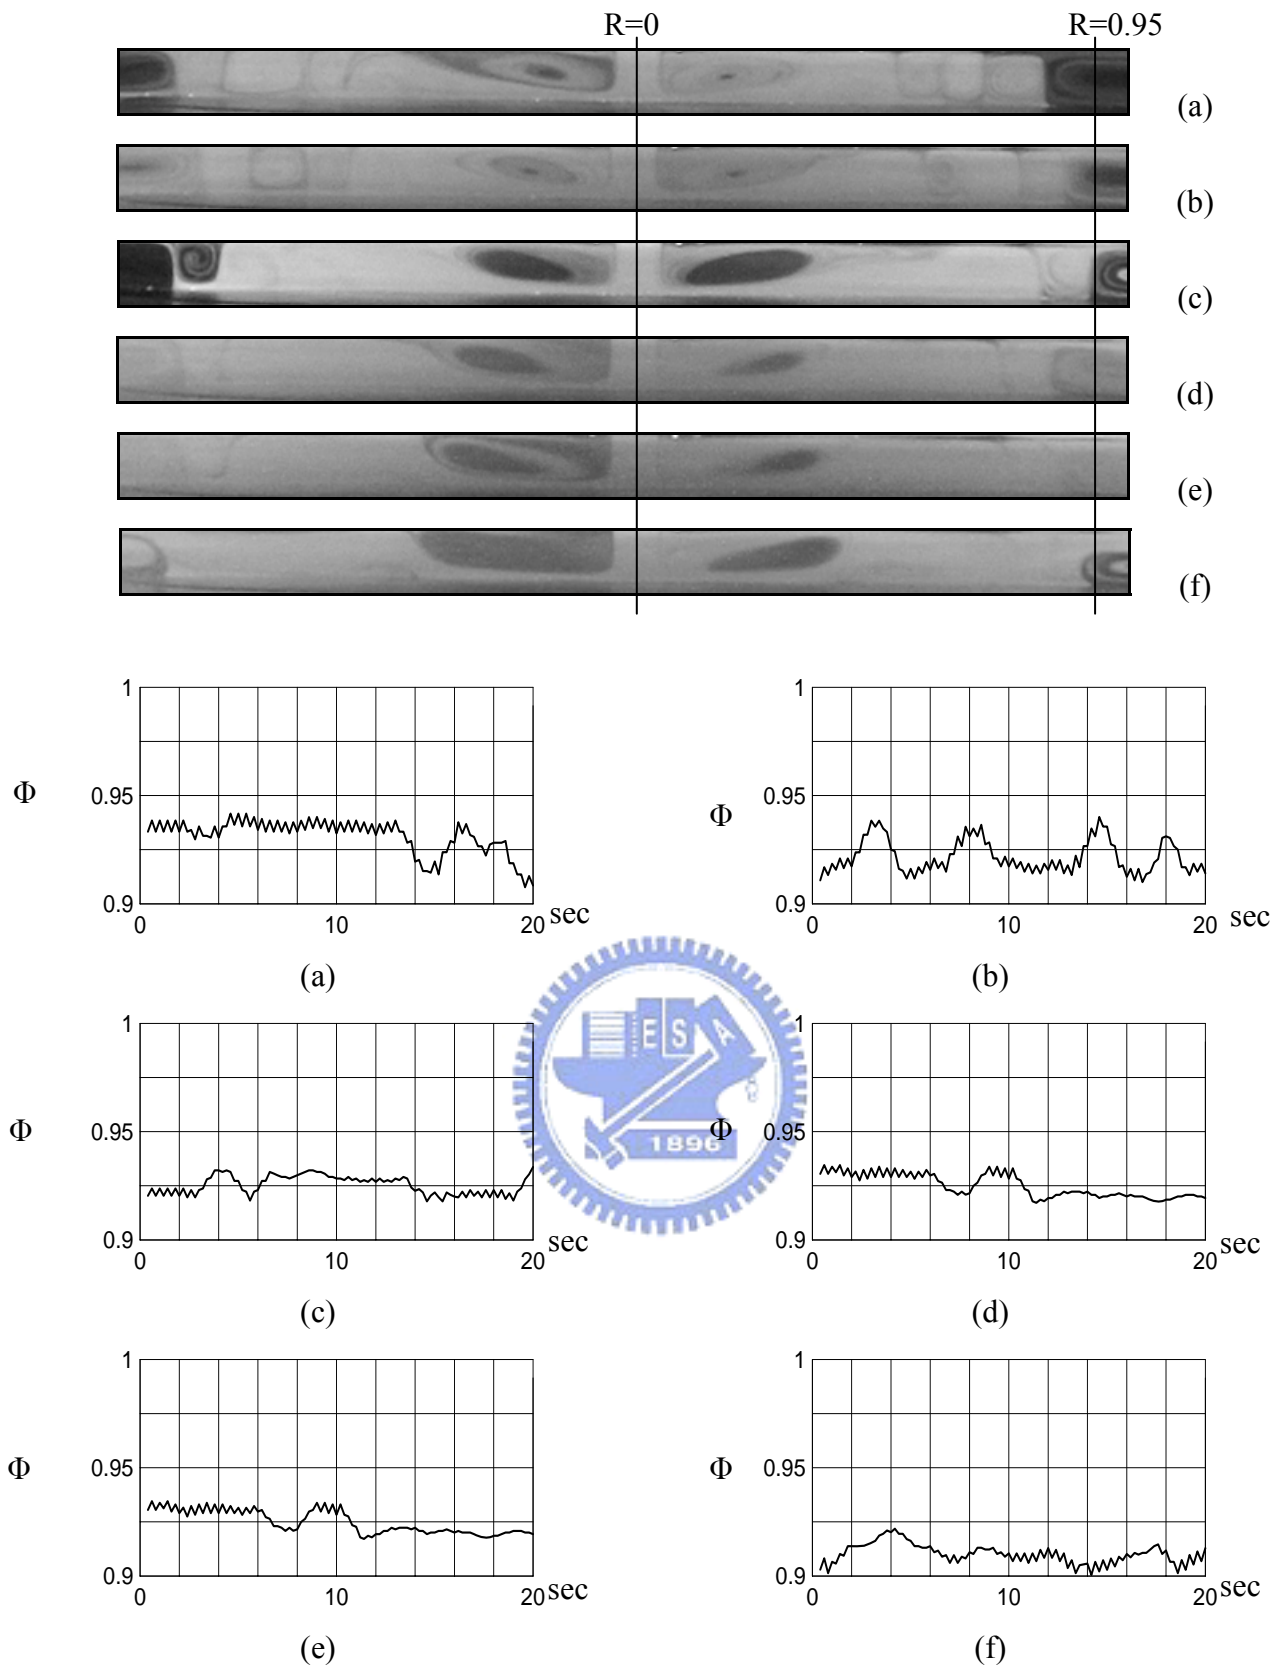 R=0 R=0.95
(a)
(b)
(c)
(d)
(e)
(f)
1 1
Φ 0.95 Φ 0.95
0.9 0.9
0 10 20 sec 0 10 20 sec
(a) (b)
1 1
E S A
Φ 0.95 Φ 0.95
1896
0.9 0.9
0 10 20 sec 0 10 20 sec
(c) (d)
1 1
Φ 0.95 Φ 0.95
0.9 0.9
0 10 20 sec 0 10 20 sec
(e) (f)